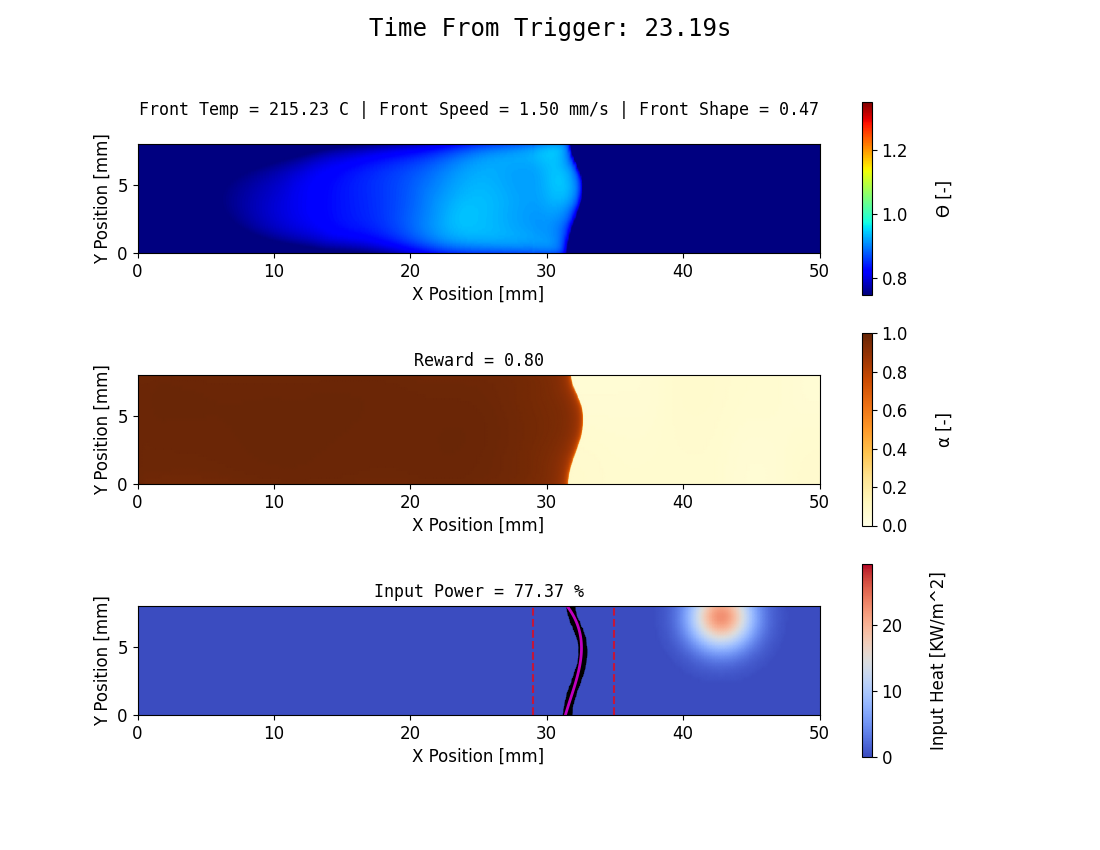 Time From Trigger: 23.19s
Front Temp = 215.23 C | Front Speed = 1.50 mm/s | Front Shape = 0.47
Y Position [mm]
5
0
0 10 20 30 40 50
X Position [mm]
1.2
1.0
0.8
Θ [-]
Reward = 0.80
Y Position [mm]
5
0
0 10 20 30 40 50
X Position [mm]
1.0
0.8
0.6
0.4
0.2
0.0
α [-]
Input Power = 77.37 %
Y Position [mm]
5
0
0 10 20 30 40 50
X Position [mm]
20
10
0
Input Heat [KW/m^2]